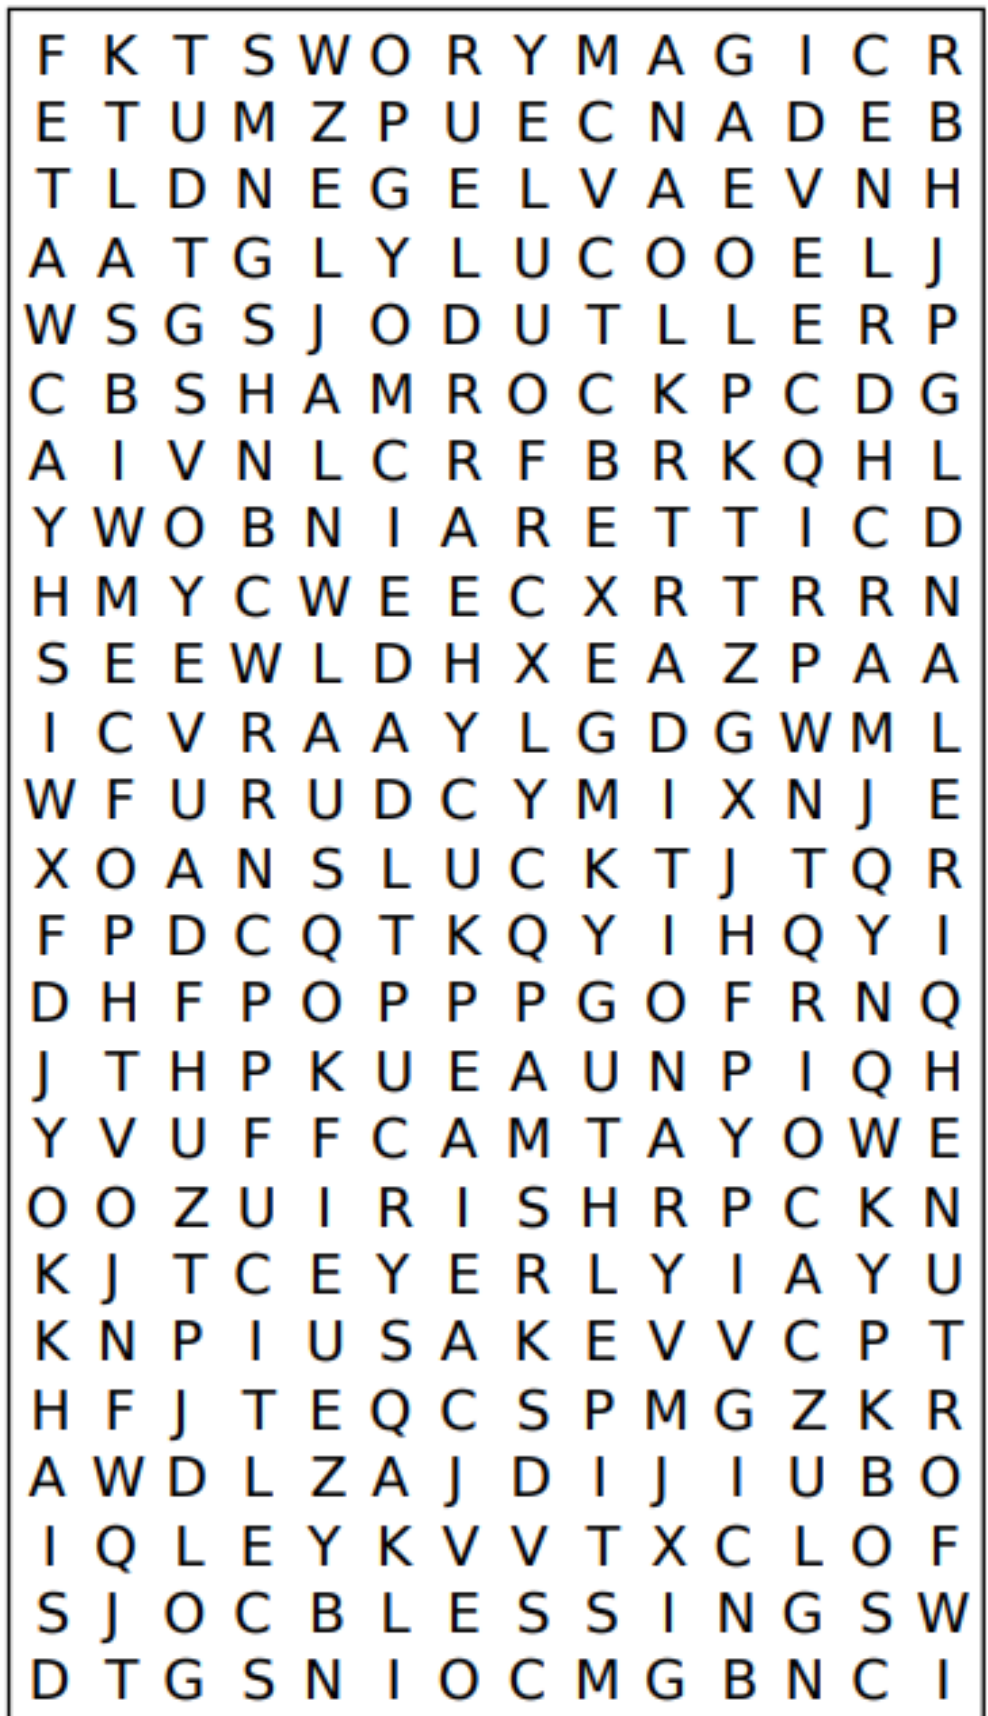 F K T S W O R Y M A G I C R
E T U M Z P U E C N A D E B
T L D N E G E L V A E V N H
A A T G L Y L U C O O E L J
W S G S J O D U T L L E R P
C B S H A M R O C K P C D G
A I V N L C R F B R K Q H L
Y W O B N I A R E T T I C D
H M Y C W E E C X R T R R N
S E E W L D H X E A Z P A A
I C V R A A Y L G D G W M L
W F U R U D C Y M I X N J E
X O A N S L U C K T J T Q R
F P D C Q T K Q Y I H Q Y I
D H F P O P P P G O F R N Q
J T H P K U E A U N P I Q H
Y V U F F C A M T A Y O W E
O O Z U I R I S H R P C K N
K J T C E Y E R L Y I A Y U
K N P I U S A K E V V C P T
H F J T E Q C S P M G Z K R
A W D L Z A J D I J I U B O
I Q L E Y K V V T X C L O F
S J O C B L E S S I N G S W
D T G S N I O C M G B N C I